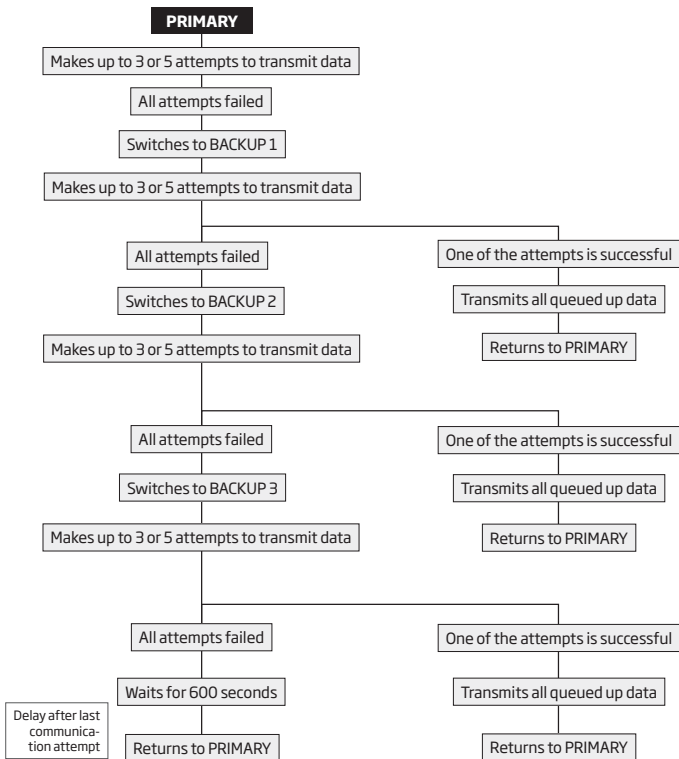 PRIMARY
Makes up to 3 or 5 attempts to transmit data
All attempts failed
Switches to BACKUP 1
Makes up to 3 or 5 attempts to transmit data
All attempts failed
One of the attempts is successful
Switches to BACKUP 2
Transmits all queued up data
Makes up to 3 or 5 attempts to transmit data
Returns to PRIMARY
All attempts failed
One of the attempts is successful
Switches to BACKUP 3
Transmits all queued up data
Makes up to 3 or 5 attempts to transmit data
Returns to PRIMARY
All attempts failed
One of the attempts is successful
Waits for 600 seconds
Transmits all queued up data
Delay after last
communica-
tion attempt
Returns to PRIMARY
Returns to PRIMARY